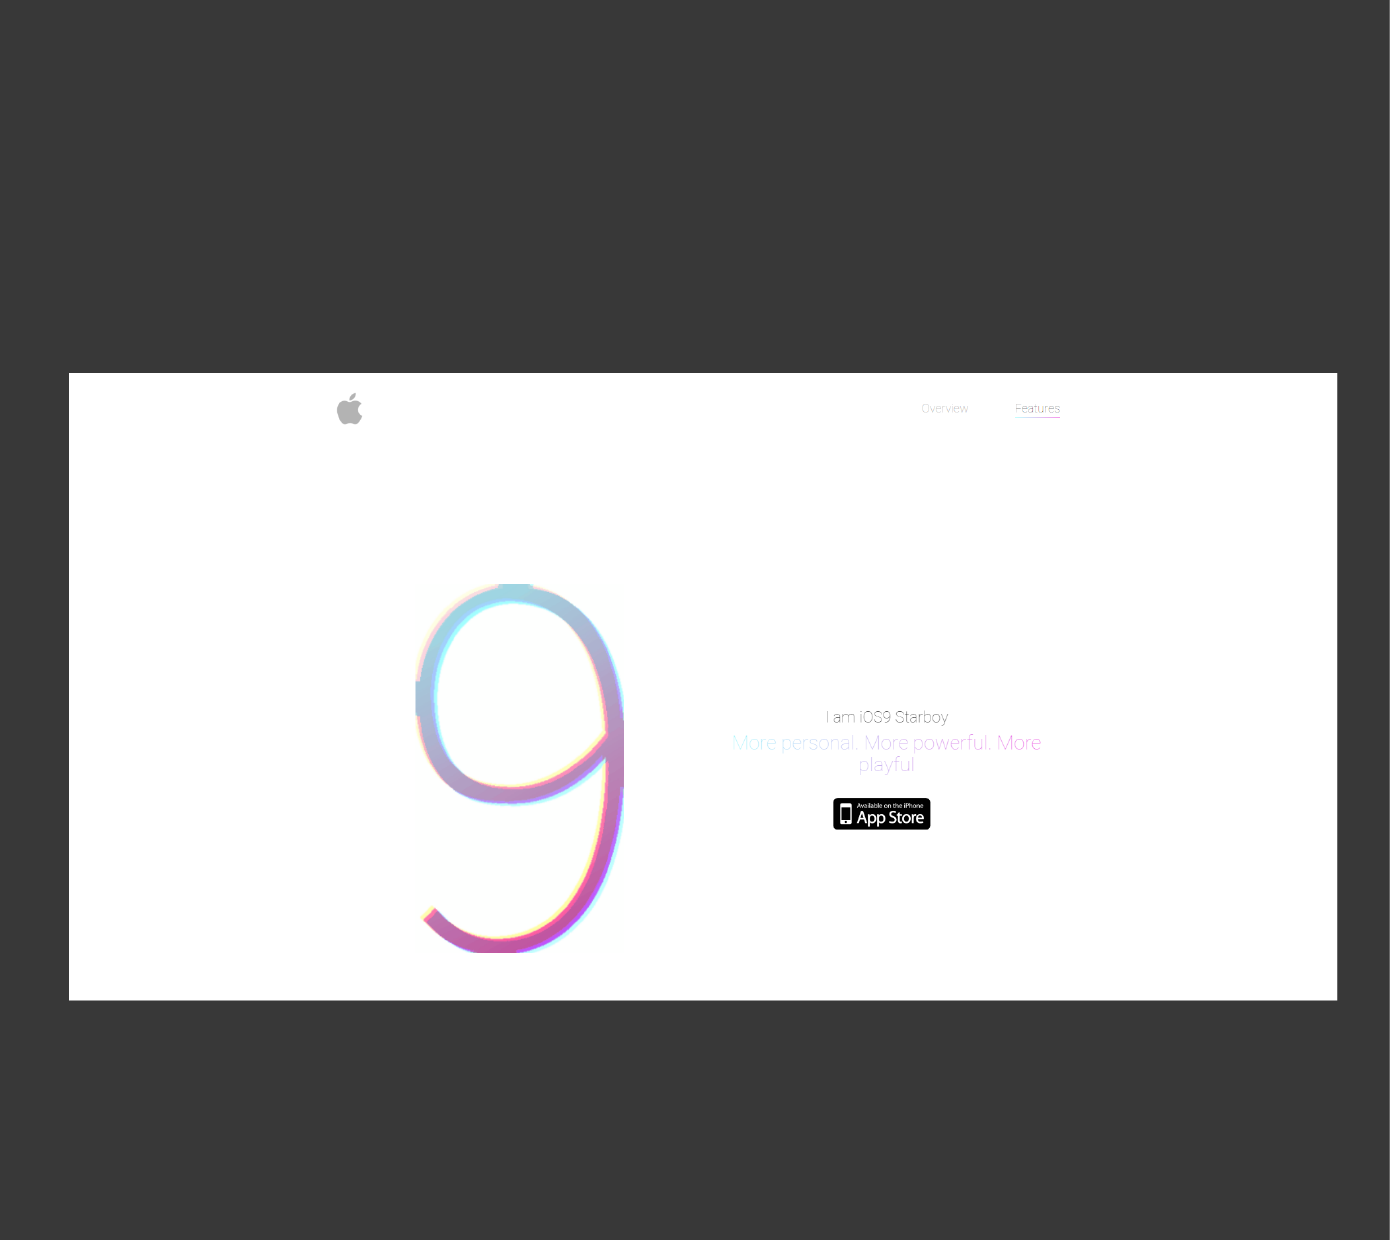 Overview Features
9
I am iOS9 Starboy
More personal. More powerful. More
playful
Available on the iPhone
App Store